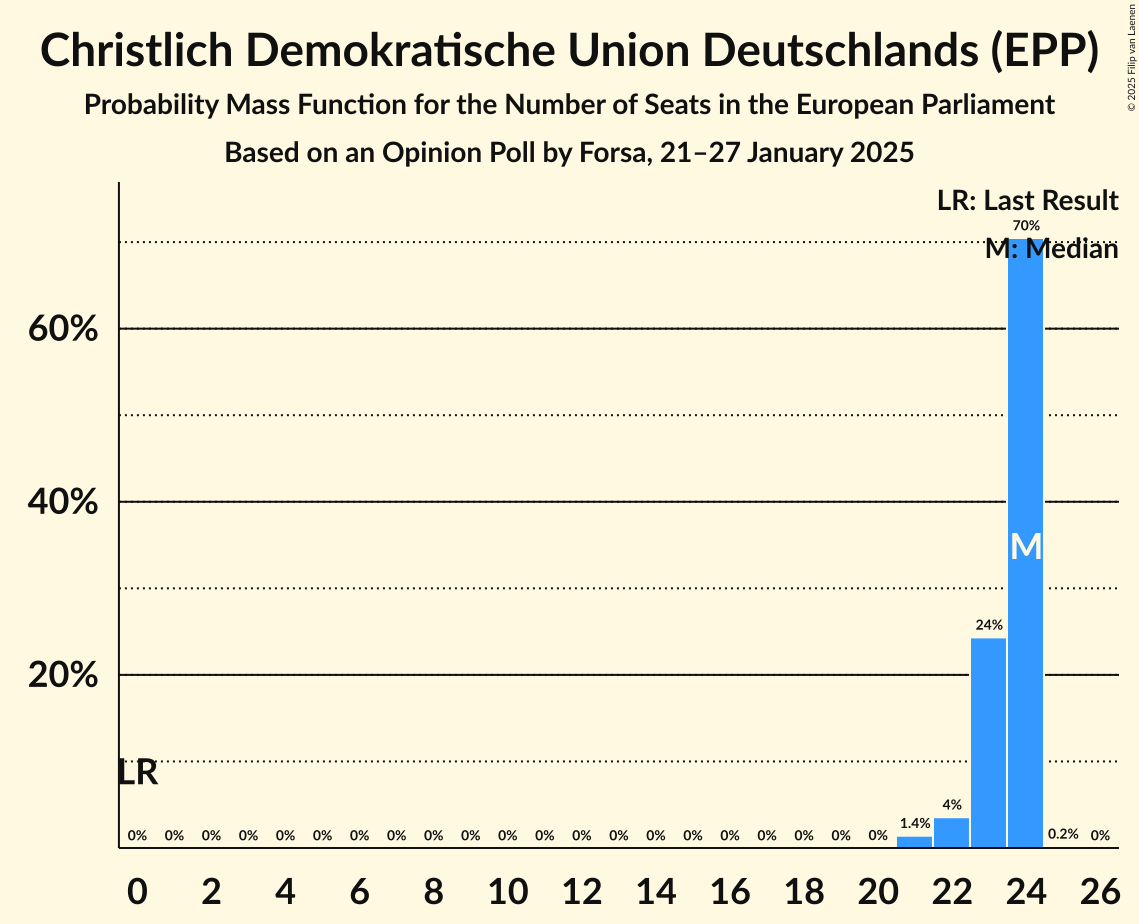 Christlich Demokratische Union Deutschlands (EPP)
Probability Mass Function for the Number of Seats in the European Parliament
Based on an Opinion Poll by Forsa, 21–27 January 2025
© 2025 Filip van Laenen
LR: Last Result
M: Median
70%
60%
40%
M
24%
20%
LR
4%
1.4%
0% 0% 0% 0% 0% 0% 0% 0% 0% 0% 0% 0% 0% 0% 0% 0% 0% 0% 0% 0% 0% 0.2% 0%
0 2 4 6 8 10 12 14 16 18 20 22 24 26